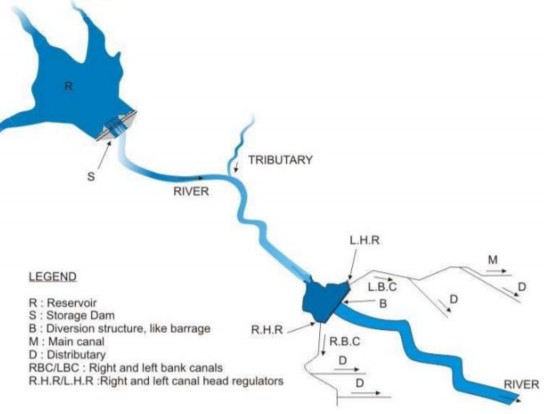 R
S
TRIBUTARY
RIVER
L.H.R
M
L.B.C
D
D
B
R.H.R
R.B.C
D
D
RIVER
LEGEND
R : Reservoir
S : Storage Dam
B : Diversion structure, like barrage
M : Main canal
D : Distributary
RBC/LBC : Right and left bank canals
R.H.R/L.H.R :Right and left canal head regulators